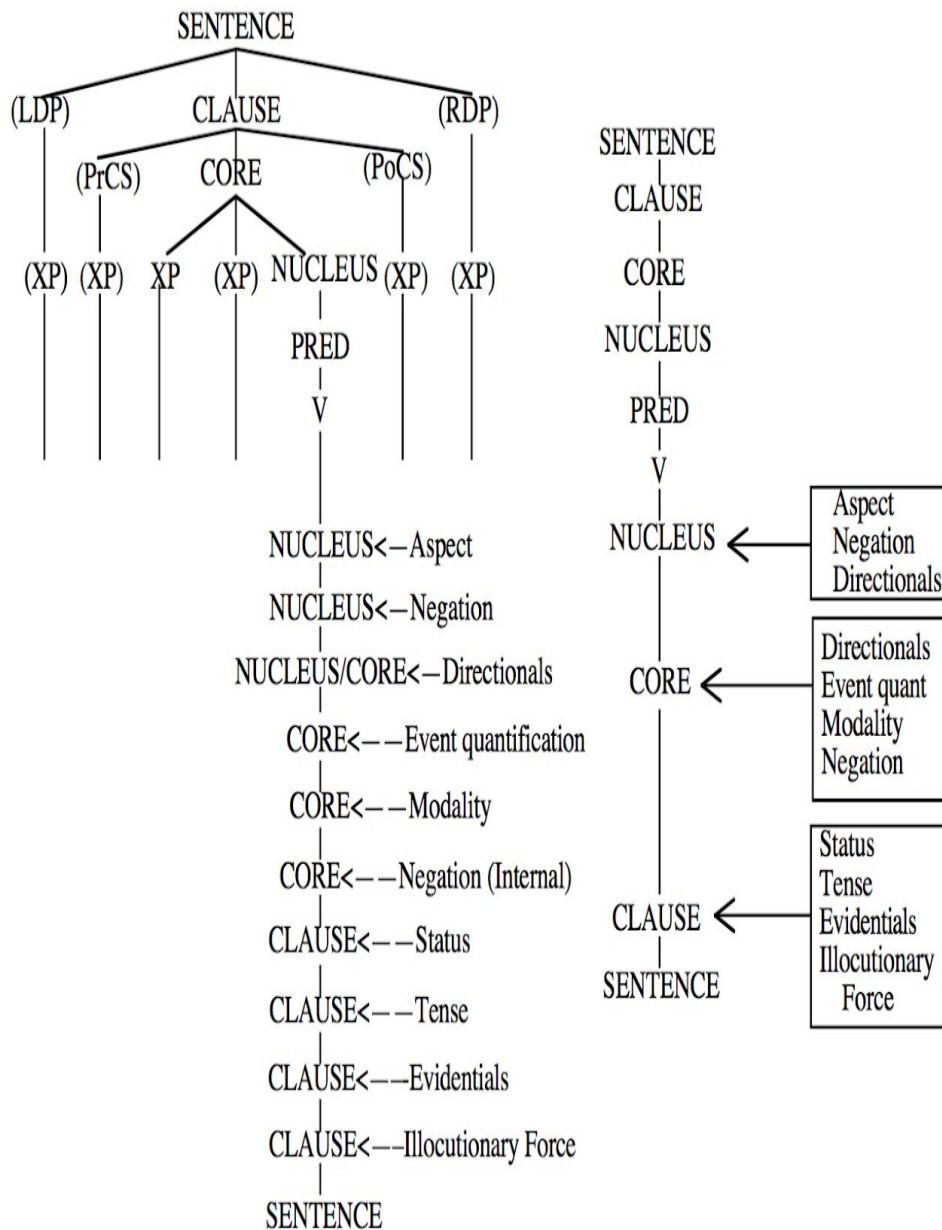 SENTENCE
(LDP) CLAUSE (RDP)
(PrCS) CORE (PoCS)
(XP) (XP) XP (XP) NUCLEUS (XP) (XP)
PRED
V
NUCLEUS<—Aspect
NUCLEUS<—Negation
NUCLEUS/CORE<—Directionals
CORE<——Event quantification
CORE<——Modality
CORE<——Negation (Internal)
CLAUSE<——Status
CLAUSE<——Tense
CLAUSE<——Evidentials
CLAUSE<——Illocutionary Force
SENTENCE
SENTENCE
CLAUSE
CORE
NUCLEUS
PRED
V
NUCLEUS
Aspect
Negation
Directionals
CORE
Directionals
Event quant
Modality
Negation
CLAUSE
Status
Tense
Evidentials
Illocutionary
Force
SENTENCE